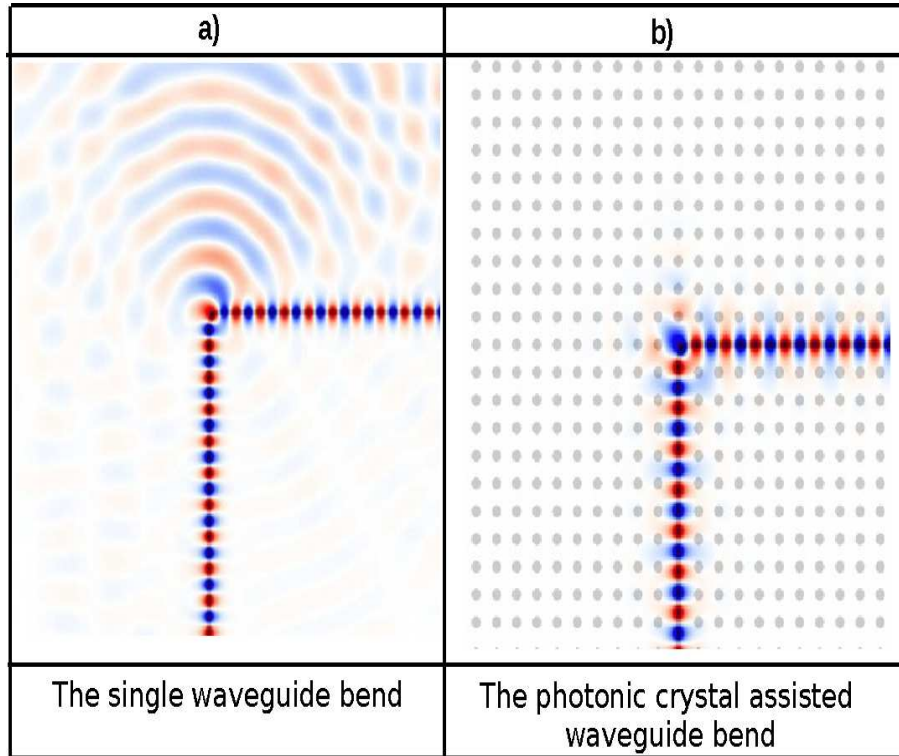 a)
b)
The single waveguide bend
The photonic crystal assisted
waveguide bend